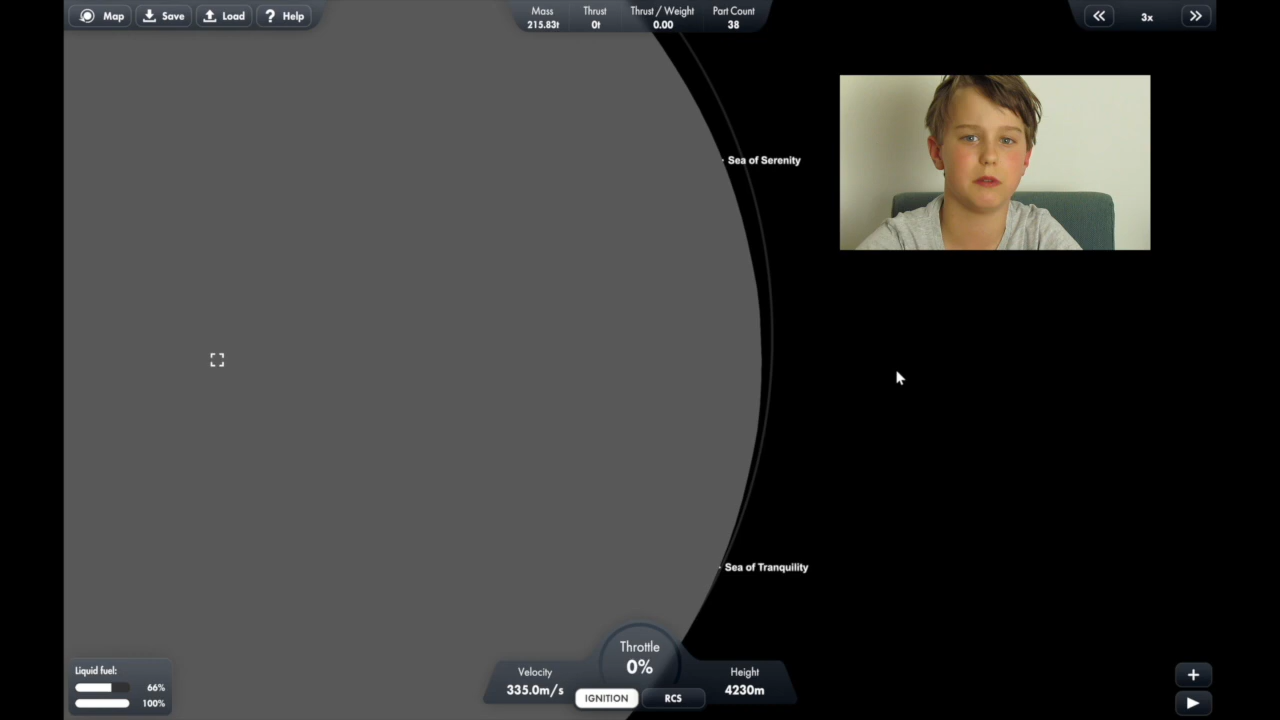 Map
Save
Load
? Help
Mass
215.83t
Thrust
0t
Thrust / Weight
0.00
Part Count
38
3x
Sea of Serenity
Sea of Tranquility
Liquid fuel:
66%
100%
Throttle
0%
Velocity
335.0m/s
Height
4230m
IGNITION
RCS